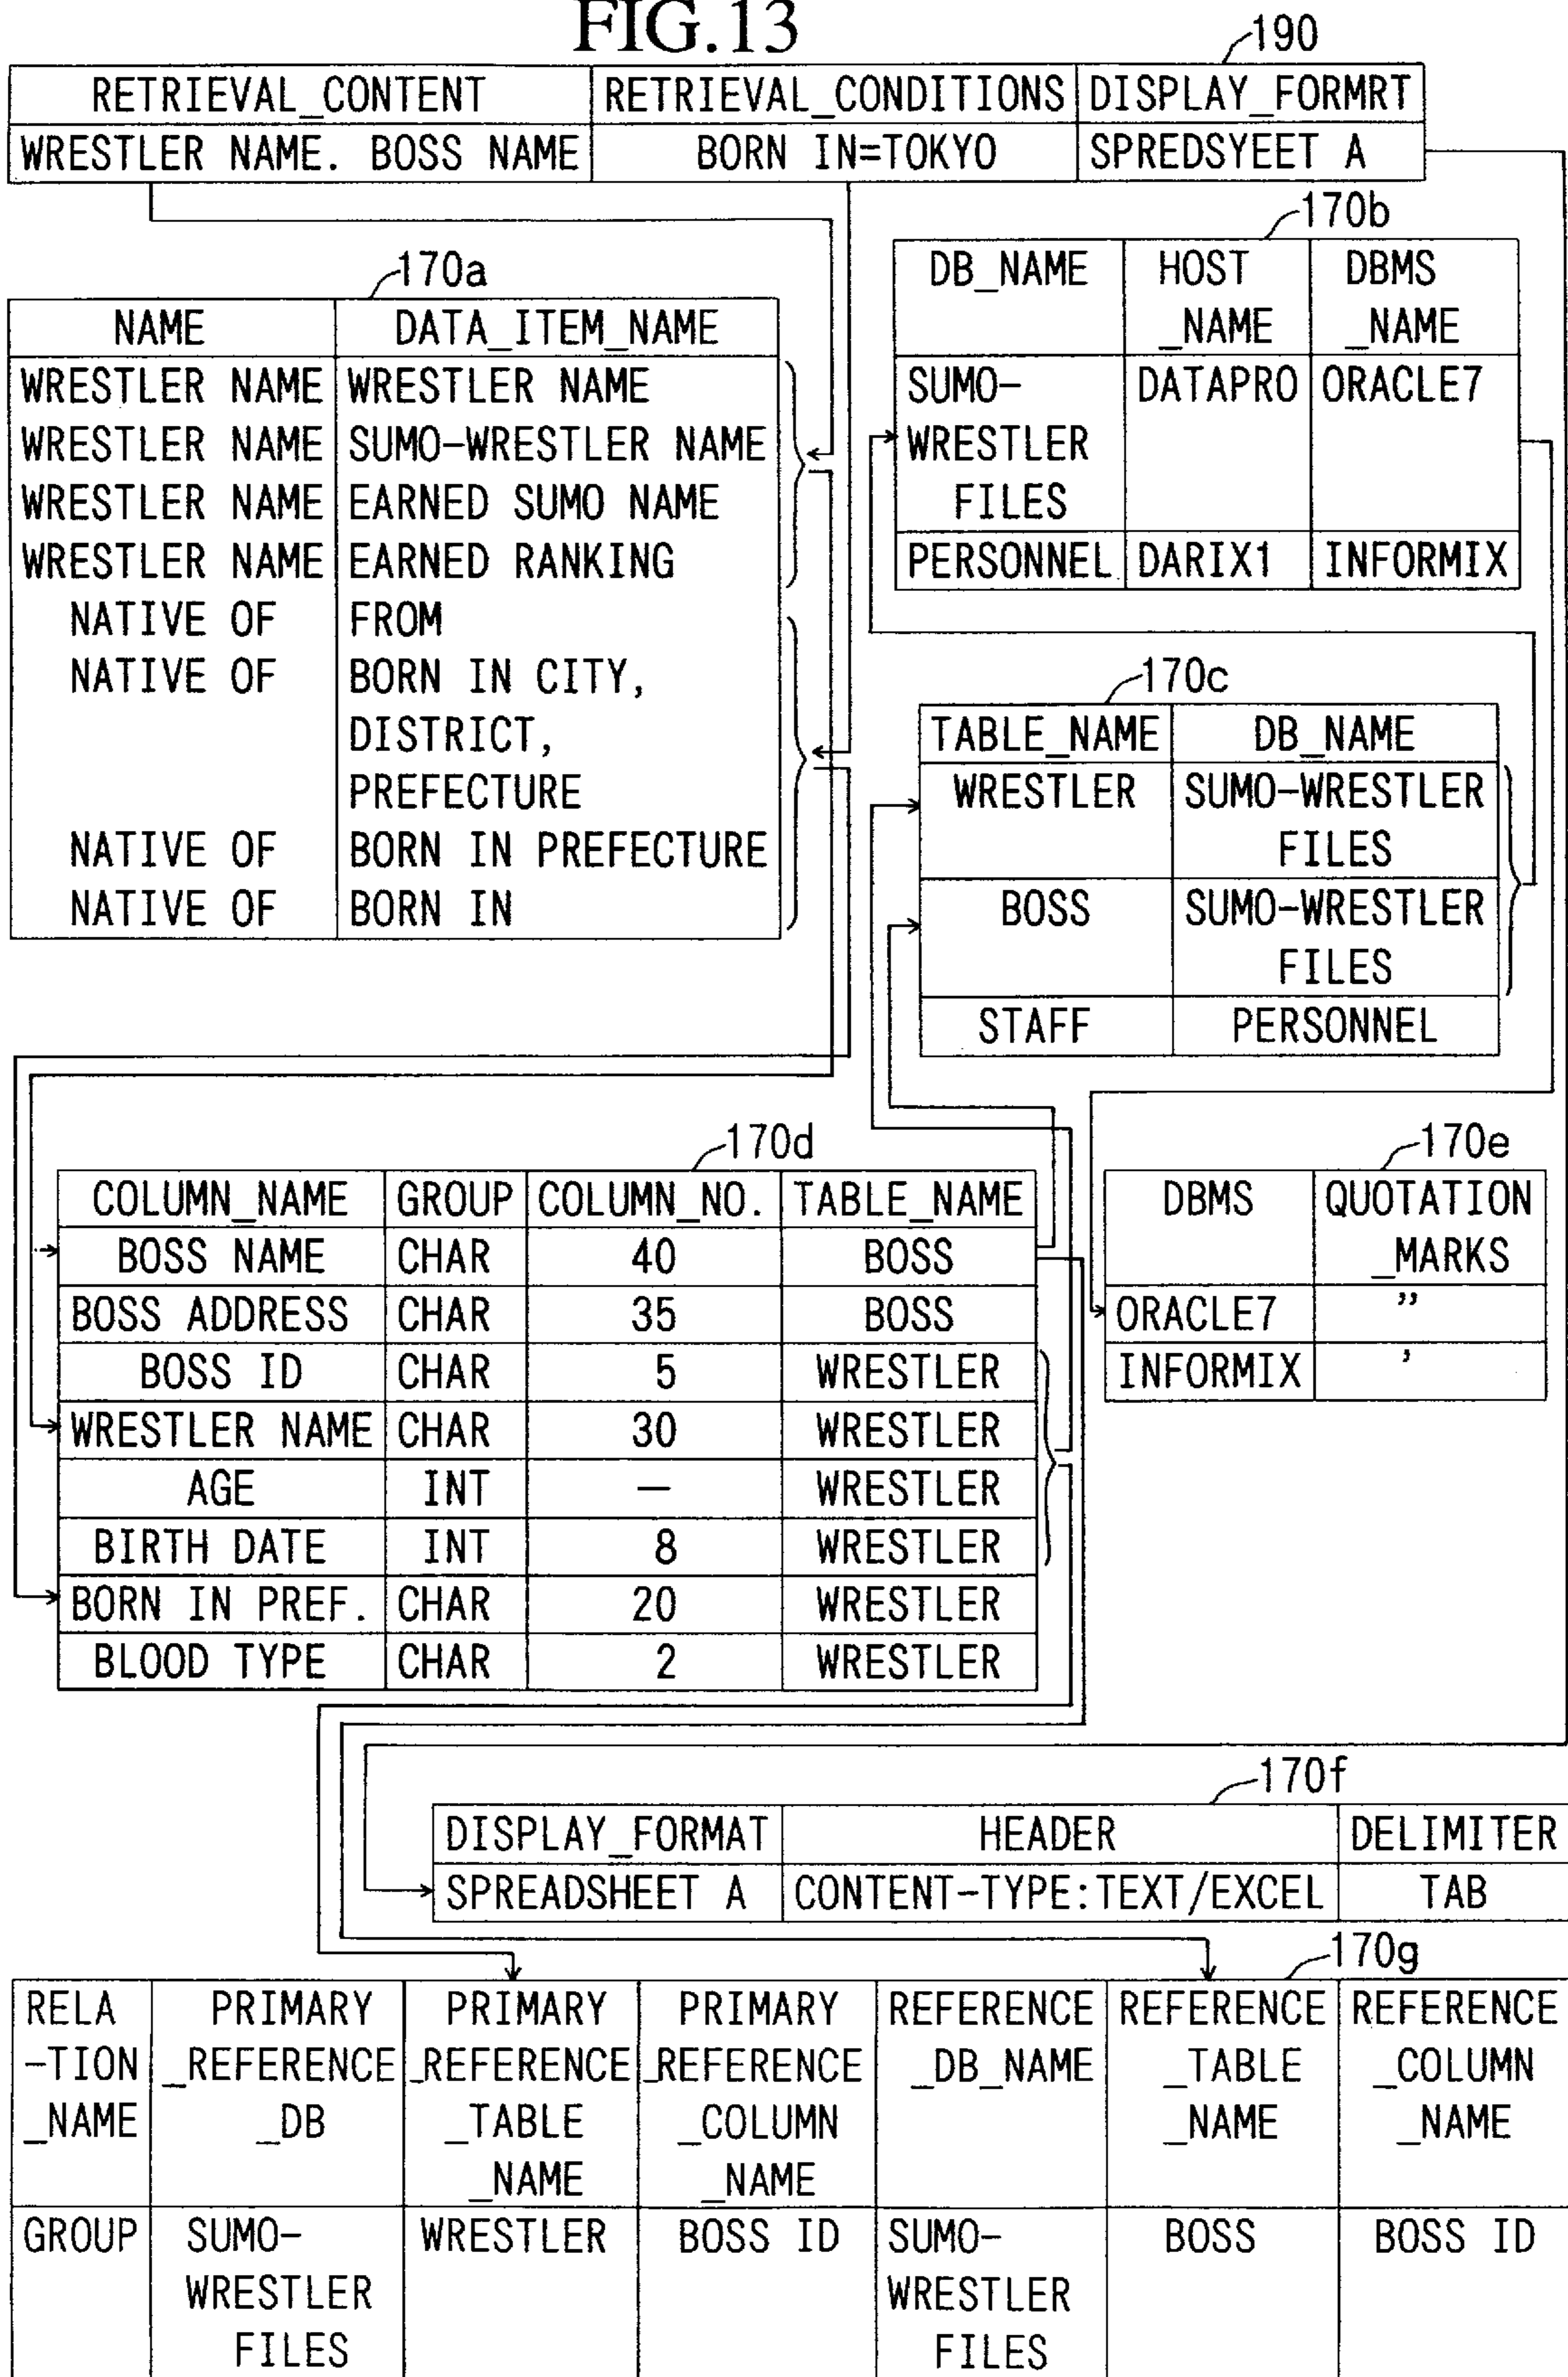 FIG.13
190
RETRIEVAL_CONTENT RETRIEVAL_CONDITIONS DISPLAY_FORMRT
WRESTLER NAME. BOSS NAME BORN IN=TOKYO SPREDSYEET A
170a
NAME DATA_ITEM_NAME
WRESTLER NAME WRESTLER NAME
WRESTLER NAME SUMO-WRESTLER NAME
WRESTLER NAME EARNED SUMO NAME
WRESTLER NAME EARNED RANKING
NATIVE OF FROM
NATIVE OF BORN IN CITY,
DISTRICT,
PREFECTURE
NATIVE OF BORN IN PREFECTURE
NATIVE OF BORN IN
170b
DB_NAME HOST DBMS
_NAME _NAME
SUMO- DATAPRO ORACLE7
WRESTLER
FILES
PERSONNEL DARIX1 INFORMIX
170c
TABLE_NAME DB_NAME
WRESTLER SUMO-WRESTLER
FILES
BOSS SUMO-WRESTLER
FILES
STAFF PERSONNEL
170d
COLUMN_NAME GROUP COLUMN_NO. TABLE_NAME
BOSS NAME CHAR 40 BOSS
BOSS ADDRESS CHAR 35 BOSS
BOSS ID CHAR 5 WRESTLER
WRESTLER NAME CHAR 30 WRESTLER
AGE INT — WRESTLER
BIRTH DATE INT 8 WRESTLER
BORN IN PREF. CHAR 20 WRESTLER
BLOOD TYPE CHAR 2 WRESTLER
170e
DBMS QUOTATION
_MARKS
ORACLE7 ”
INFORMIX ’
170f
DISPLAY_FORMAT HEADER DELIMITER
SPREADSHEET A CONTENT-TYPE:TEXT/EXCEL TAB
170g
RELA PRIMARY PRIMARY PRIMARY REFERENCE REFERENCE REFERENCE
-TION _REFERENCE _REFERENCE _REFERENCE _DB_NAME _TABLE _COLUMN
_NAME _DB _TABLE _COLUMN _NAME _NAME
_NAME _NAME
GROUP SUMO- WRESTLER BOSS ID SUMO- BOSS BOSS ID
WRESTLER WRESTLER
FILES FILES